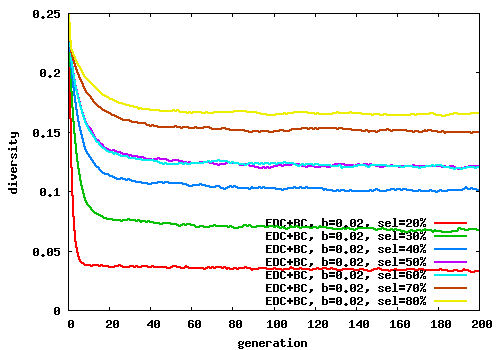 0.25
0.2
0.15
0.1
0.05
0
diversity
EDC+BC, b=0.02, sel=20%
EDC+BC, b=0.02, sel=30%
EDC+BC, b=0.02, sel=40%
EDC+BC, b=0.02, sel=50%
EDC+BC, b=0.02, sel=60%
EDC+BC, b=0.02, sel=70%
EDC+BC, b=0.02, sel=80%
0 20 40 60 80 100 120 140 160 180 200
generation